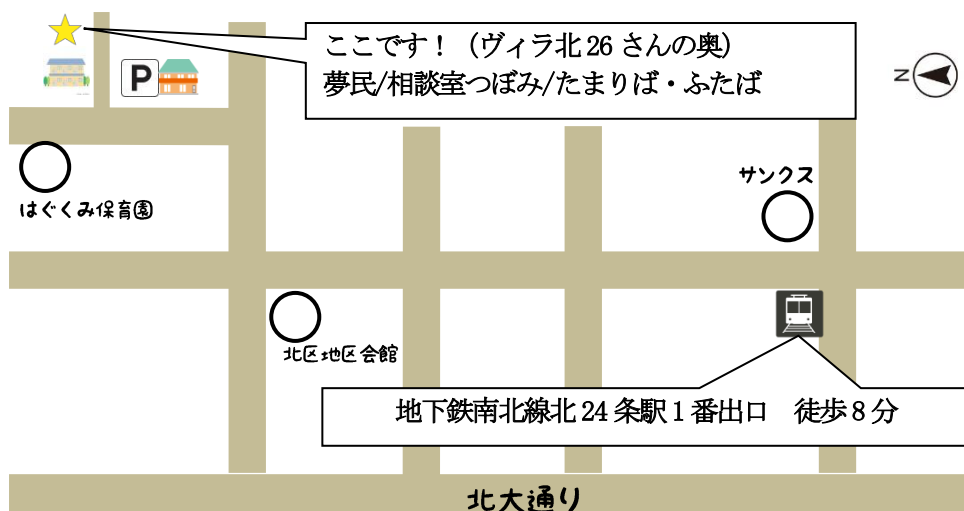 ここです！（ヴィラ北26さんの奥）
夢民/相談室つぼみ/たまりば・ふたば
P
N
サンクス
はぐくみ保育園
北区地区会館
地下鉄南北線北24条駅1番出口　徒歩8分
北大通り